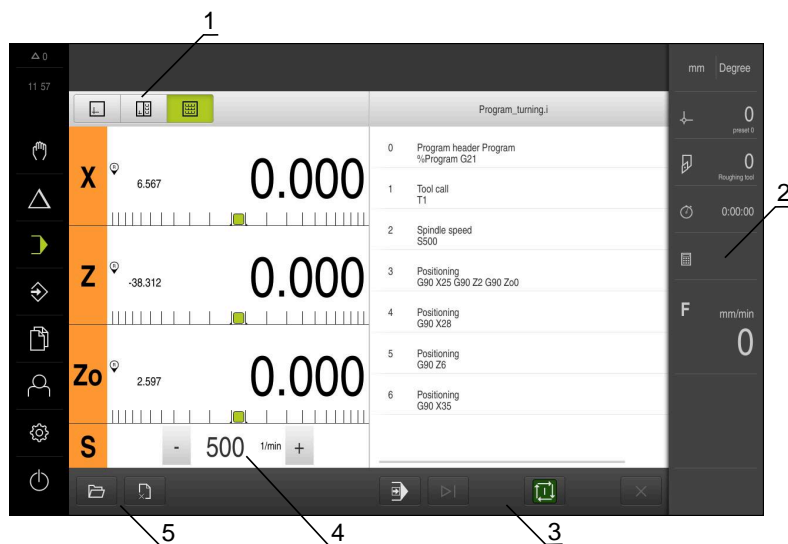 1
0
11 57
mm Degree
Program_turning.i
0
preset 0
0
Roughing tool
0:00:00
2
F mm/min
0
X R 6.567 0.000
Z R -38.312 0.000
Zo R 2.597 0.000
S - 500 1/min +
0 Program header Program
%Program G21
1 Tool call
T1
2 Spindle speed
S500
3 Positioning
G90 X25 G90 Z2 G90 Zo0
4 Positioning
G90 X28
5 Positioning
G90 Z6
6 Positioning
G90 X35
5
4
3